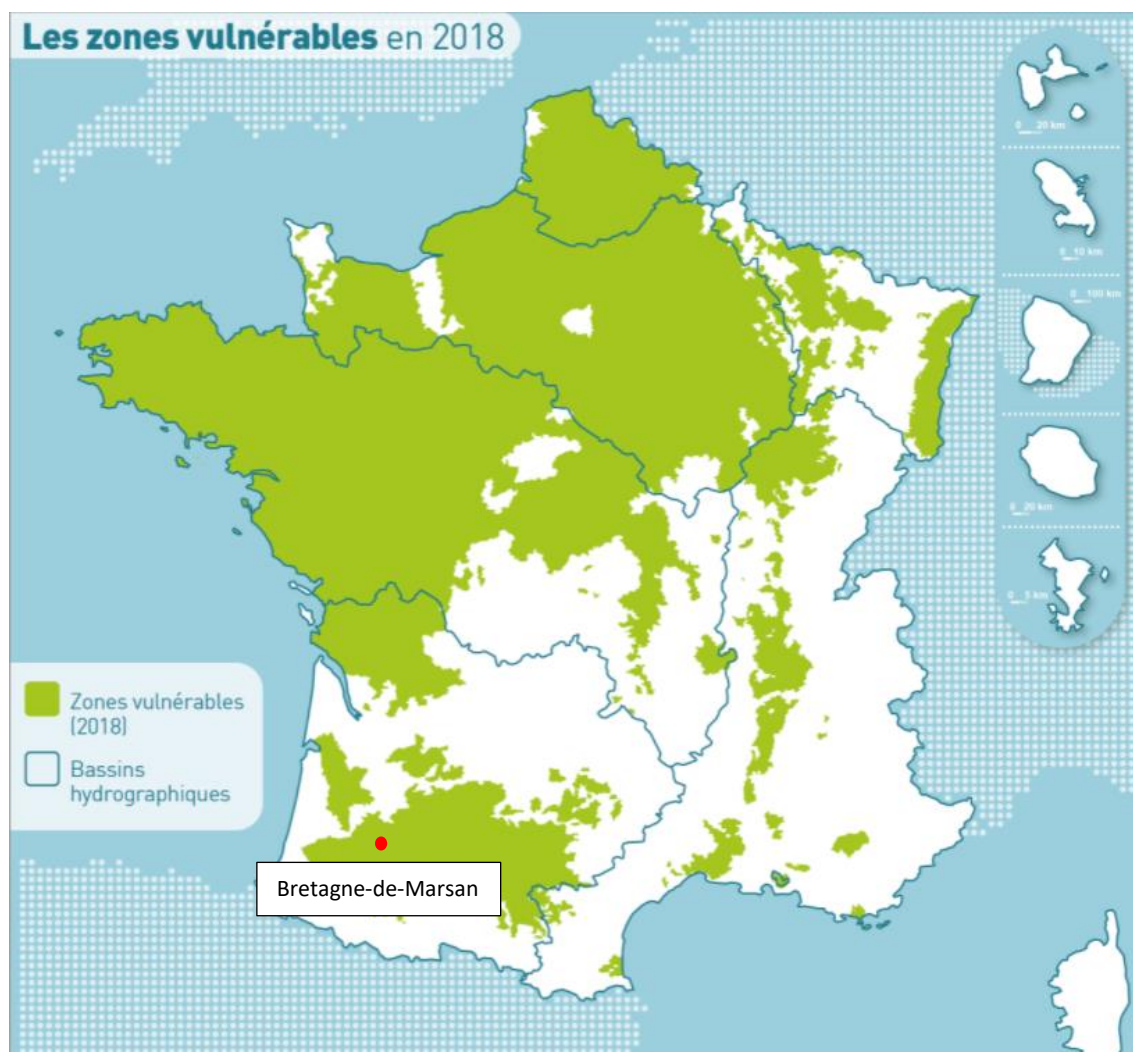 Les zones vulnérables en 2018
0 20 km
0 10 km
0 100 km
0 20 km
0 5 km
Zones vulnérables
(2018)
Bassins
hydrographiques
Bretagne-de-Marsan